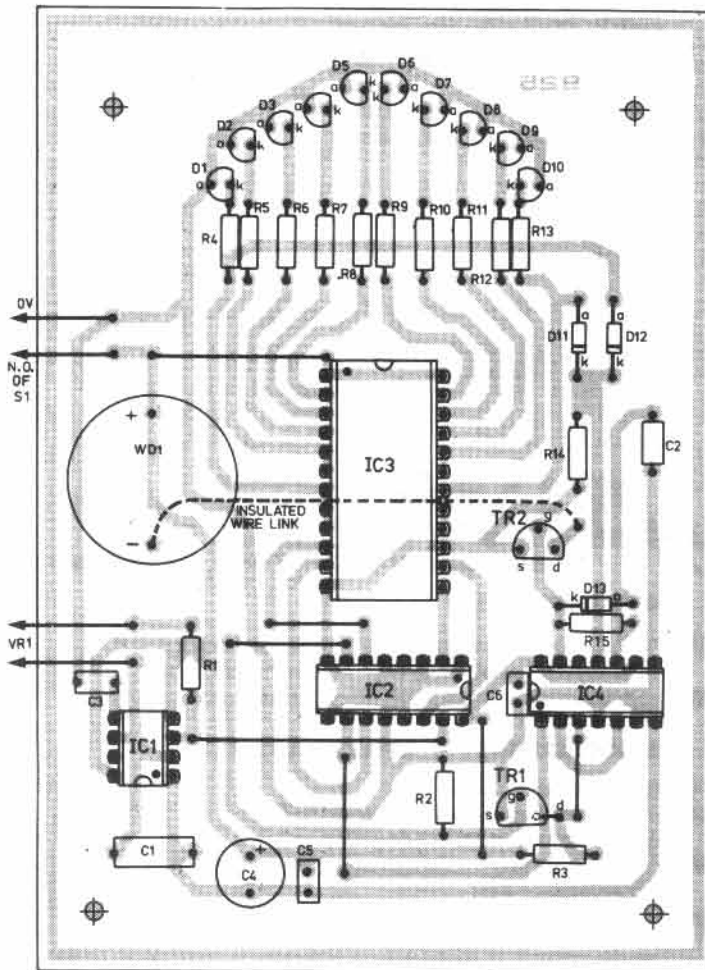 D5 D6
a k k a
D3 D7
a k k a
D2 D8
a k k a
D9
a k k a
D1 D10
a k k a
R4 R5 R6 R7 R9 R10 R11 R13
R8 R12
0V
a a
D11 D12
k k
N.O.
OF
S1
+
WD1
-
IC3
R14
C2
INSULATED
WIRE LINK
TR2
g
s d
D13
k a
R15
VR1
R1
C3
IC2
C6
IC4
IC1
R2
TR1
g
s d
C1
+
C4
C5
R3